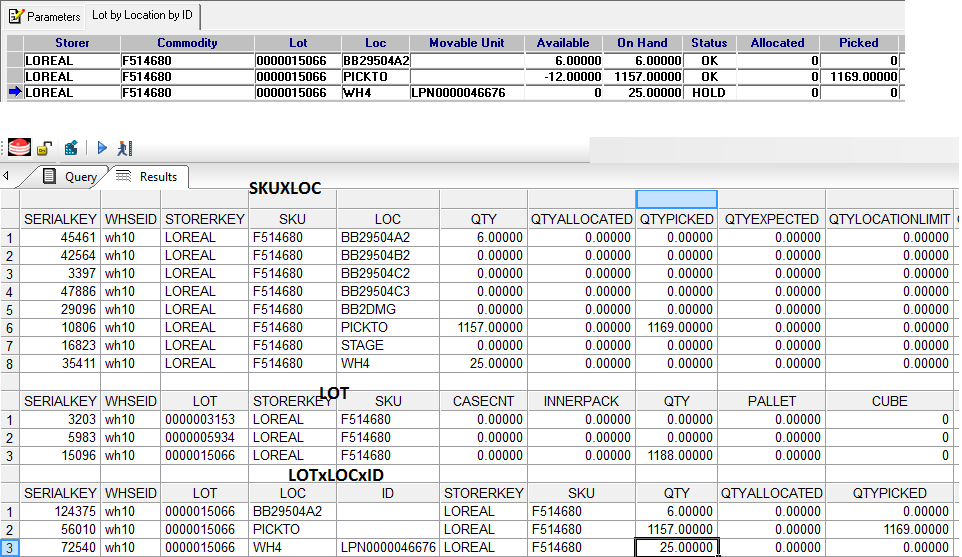 Parameters Lot by Location by ID
Storer Commodity Lot Loc Movable Unit Available On Hand Status Allocated Picked
LOREAL F514680 0000015066 BB29504A2 6.00000 6.00000 OK 0 0
LOREAL F514680 0000015066 PICKTO -12.00000 1157.00000 OK 0 1169.00000
LOREAL F514680 0000015066 WH4 LPN0000046676 0 25.00000 HOLD 0 0
Query Results
SKUXLOC
SERIALKEY WHSEID STORERKEY SKU LOC QTY QTYALLOCATED QTYPICKED QTYEXPECTED QTYLOCATIONLIMIT
1 45461 wh10 LOREAL F514680 BB29504A2 6.00000 0.00000 0.00000 0.00000 0.00000
2 42564 wh10 LOREAL F514680 BB29504B2 0.00000 0.00000 0.00000 0.00000 0.00000
3 3397 wh10 LOREAL F514680 BB29504C2 0.00000 0.00000 0.00000 0.00000 0.00000
4 47886 wh10 LOREAL F514680 BB29504C3 0.00000 0.00000 0.00000 0.00000 0.00000
5 29096 wh10 LOREAL F514680 BB2DMG 0.00000 0.00000 0.00000 0.00000 0.00000
6 10806 wh10 LOREAL F514680 PICKTO 1157.00000 0.00000 1169.00000 0.00000 0.00000
7 16823 wh10 LOREAL F514680 STAGE 0.00000 0.00000 0.00000 0.00000 0.00000
8 35411 wh10 LOREAL F514680 WH4 25.00000 0.00000 0.00000 0.00000 0.00000
LOT
SERIALKEY WHSEID LOT STORERKEY SKU CASECNT INNERPACK QTY PALLET CUBE
1 3203 wh10 0000003153 LOREAL F514680 0.00000 0.00000 0.00000 0.00000 0
2 5983 wh10 0000005934 LOREAL F514680 0.00000 0.00000 0.00000 0.00000 0
3 15096 wh10 0000015066 LOREAL F514680 0.00000 0.00000 1188.00000 0.00000 0
LOTxLOCxID
SERIALKEY WHSEID LOT LOC ID STORERKEY SKU QTY QTYALLOCATED QTYPICKED
1 124375 wh10 0000015066 BB29504A2 LOREAL F514680 6.00000 0.00000 0.00000
2 56010 wh10 0000015066 PICKTO LOREAL F514680 1157.00000 0.00000 1169.00000
3 72540 wh10 0000015066 WH4 LPN0000046676 LOREAL F514680 25.00000 0.00000 0.00000